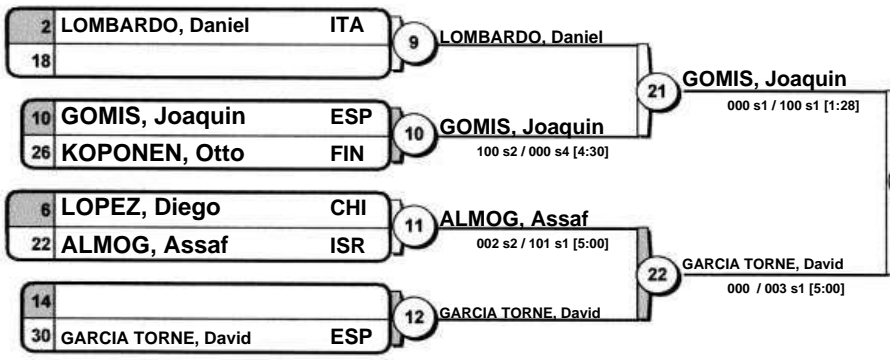 2 LOMBARDO, Daniel ITA
18
9 LOMBARDO, Daniel
10 GOMIS, Joaquin ESP
26 KOPONEN, Otto FIN
10 GOMIS, Joaquin
100 s2 / 000 s4 [4:30]
21 GOMIS, Joaquin
000 s1 / 100 s1 [1:28]
6 LOPEZ, Diego CHI
22 ALMOG, Assaf ISR
11 ALMOG, Assaf
002 s2 / 101 s1 [5:00]
14
30 GARCIA TORNE, David ESP
12 GARCIA TORNE, David
22 GARCIA TORNE, David
000 / 003 s1 [5:00]